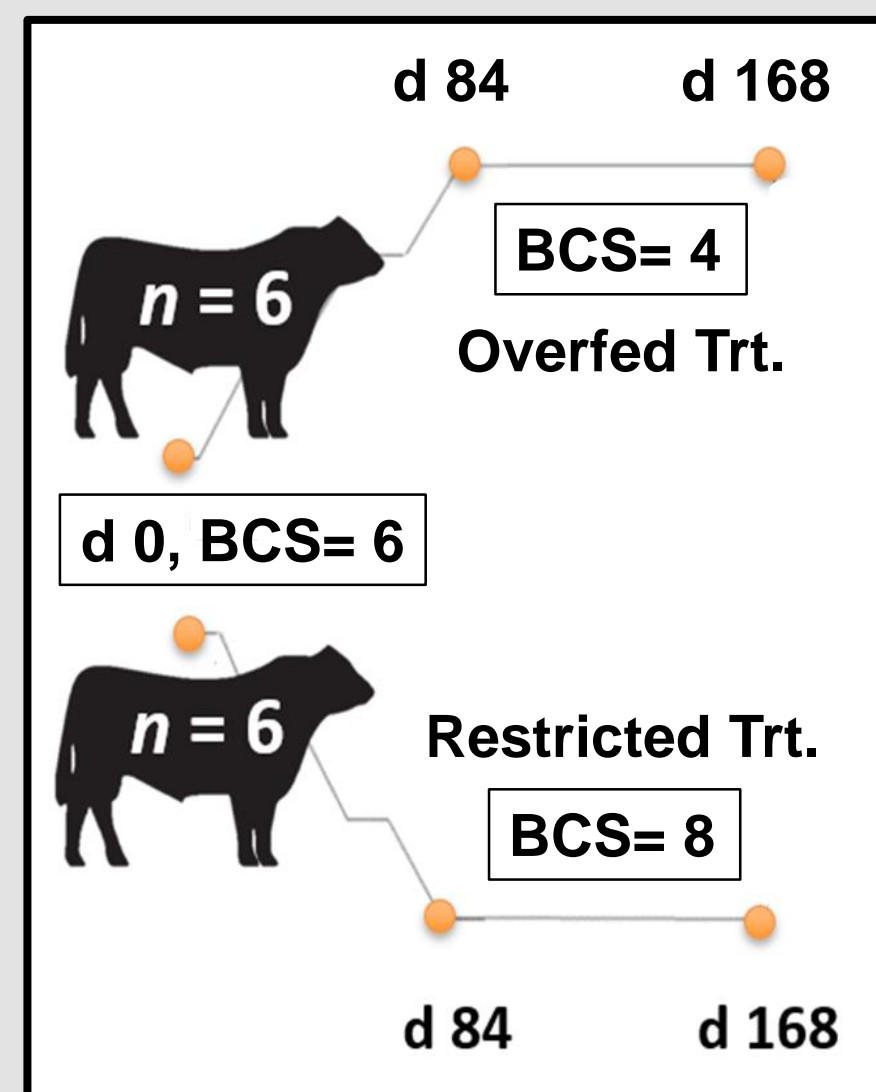 d 84 d 168
n = 6
BCS= 4
Overfed Trt.
d 0, BCS= 6
n = 6
Restricted Trt.
BCS= 8
d 84 d 168